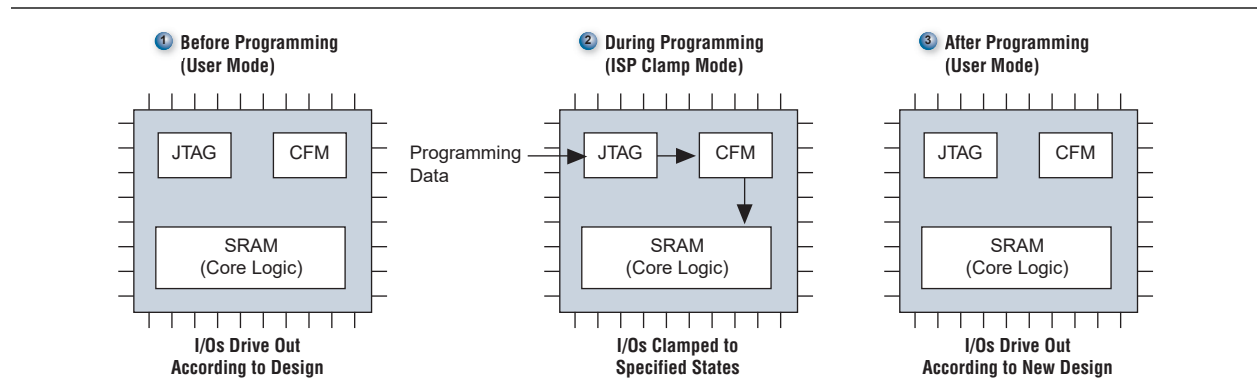 1 Before Programming
(User Mode)
JTAG
CFM
SRAM
(Core Logic)
I/Os Drive Out
According to Design
2 During Programming
(ISP Clamp Mode)
Programming
Data
JTAG
CFM
SRAM
(Core Logic)
I/Os Clamped to
Specified States
3 After Programming
(User Mode)
JTAG
CFM
SRAM
(Core Logic)
I/Os Drive Out
According to New Design